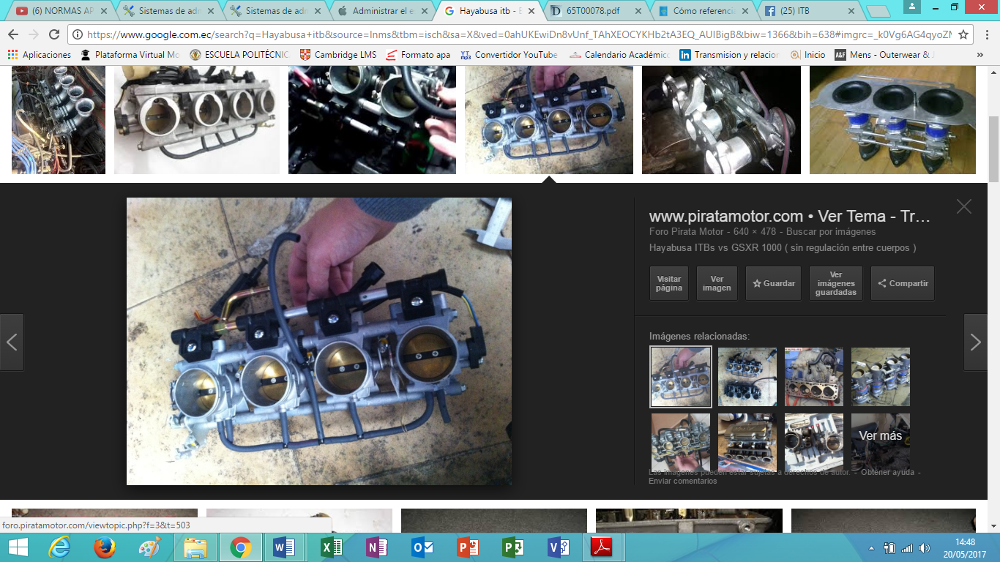 (6) NORMAS AP
Sistemas de adn
Sistemas de adn
Administrar el e
Hayabusa itb - B
65T00078.pdf
Cómo referencia
(25) ITB
https://www.google.com.ec/search?q=Hayabusa+itb&source=lnms&tbm=isch&sa=X&ved=0ahUKEwiDn8vUnf_TAhXEOCYKHb2tA3EQ_AUIBigB&biw=1366&bih=638#imgrc=_k0Vg6AG4qyoZM
Aplicaciones
Plataforma Virtual Mo
ESCUELA POLITÉCNIC
Cambridge LMS
Formato apa
Convertidor YouTube
Calendario Académico
Transmision y relacion
Inicio
A&F
Mens - Outerwear & J
»
www.piratamotor.com • Ver Tema - Tr...
Foro Pirata Motor - 640 × 478 - Buscar por imágenes
Hayabusa ITBs vs GSXR 1000 ( sin regulación entre cuerpos )
Visitar
página
Ver
imagen
Guardar
Ver
imágenes
guardadas
Compartir
Imágenes relacionadas:
Ver más
Las imágenes pueden estar sujetas a derechos de autor. - Obtener ayuda -
Enviar comentarios
foro.piratamotor.com/viewtopic.php?f=3&t=503
14:48
20/05/2017